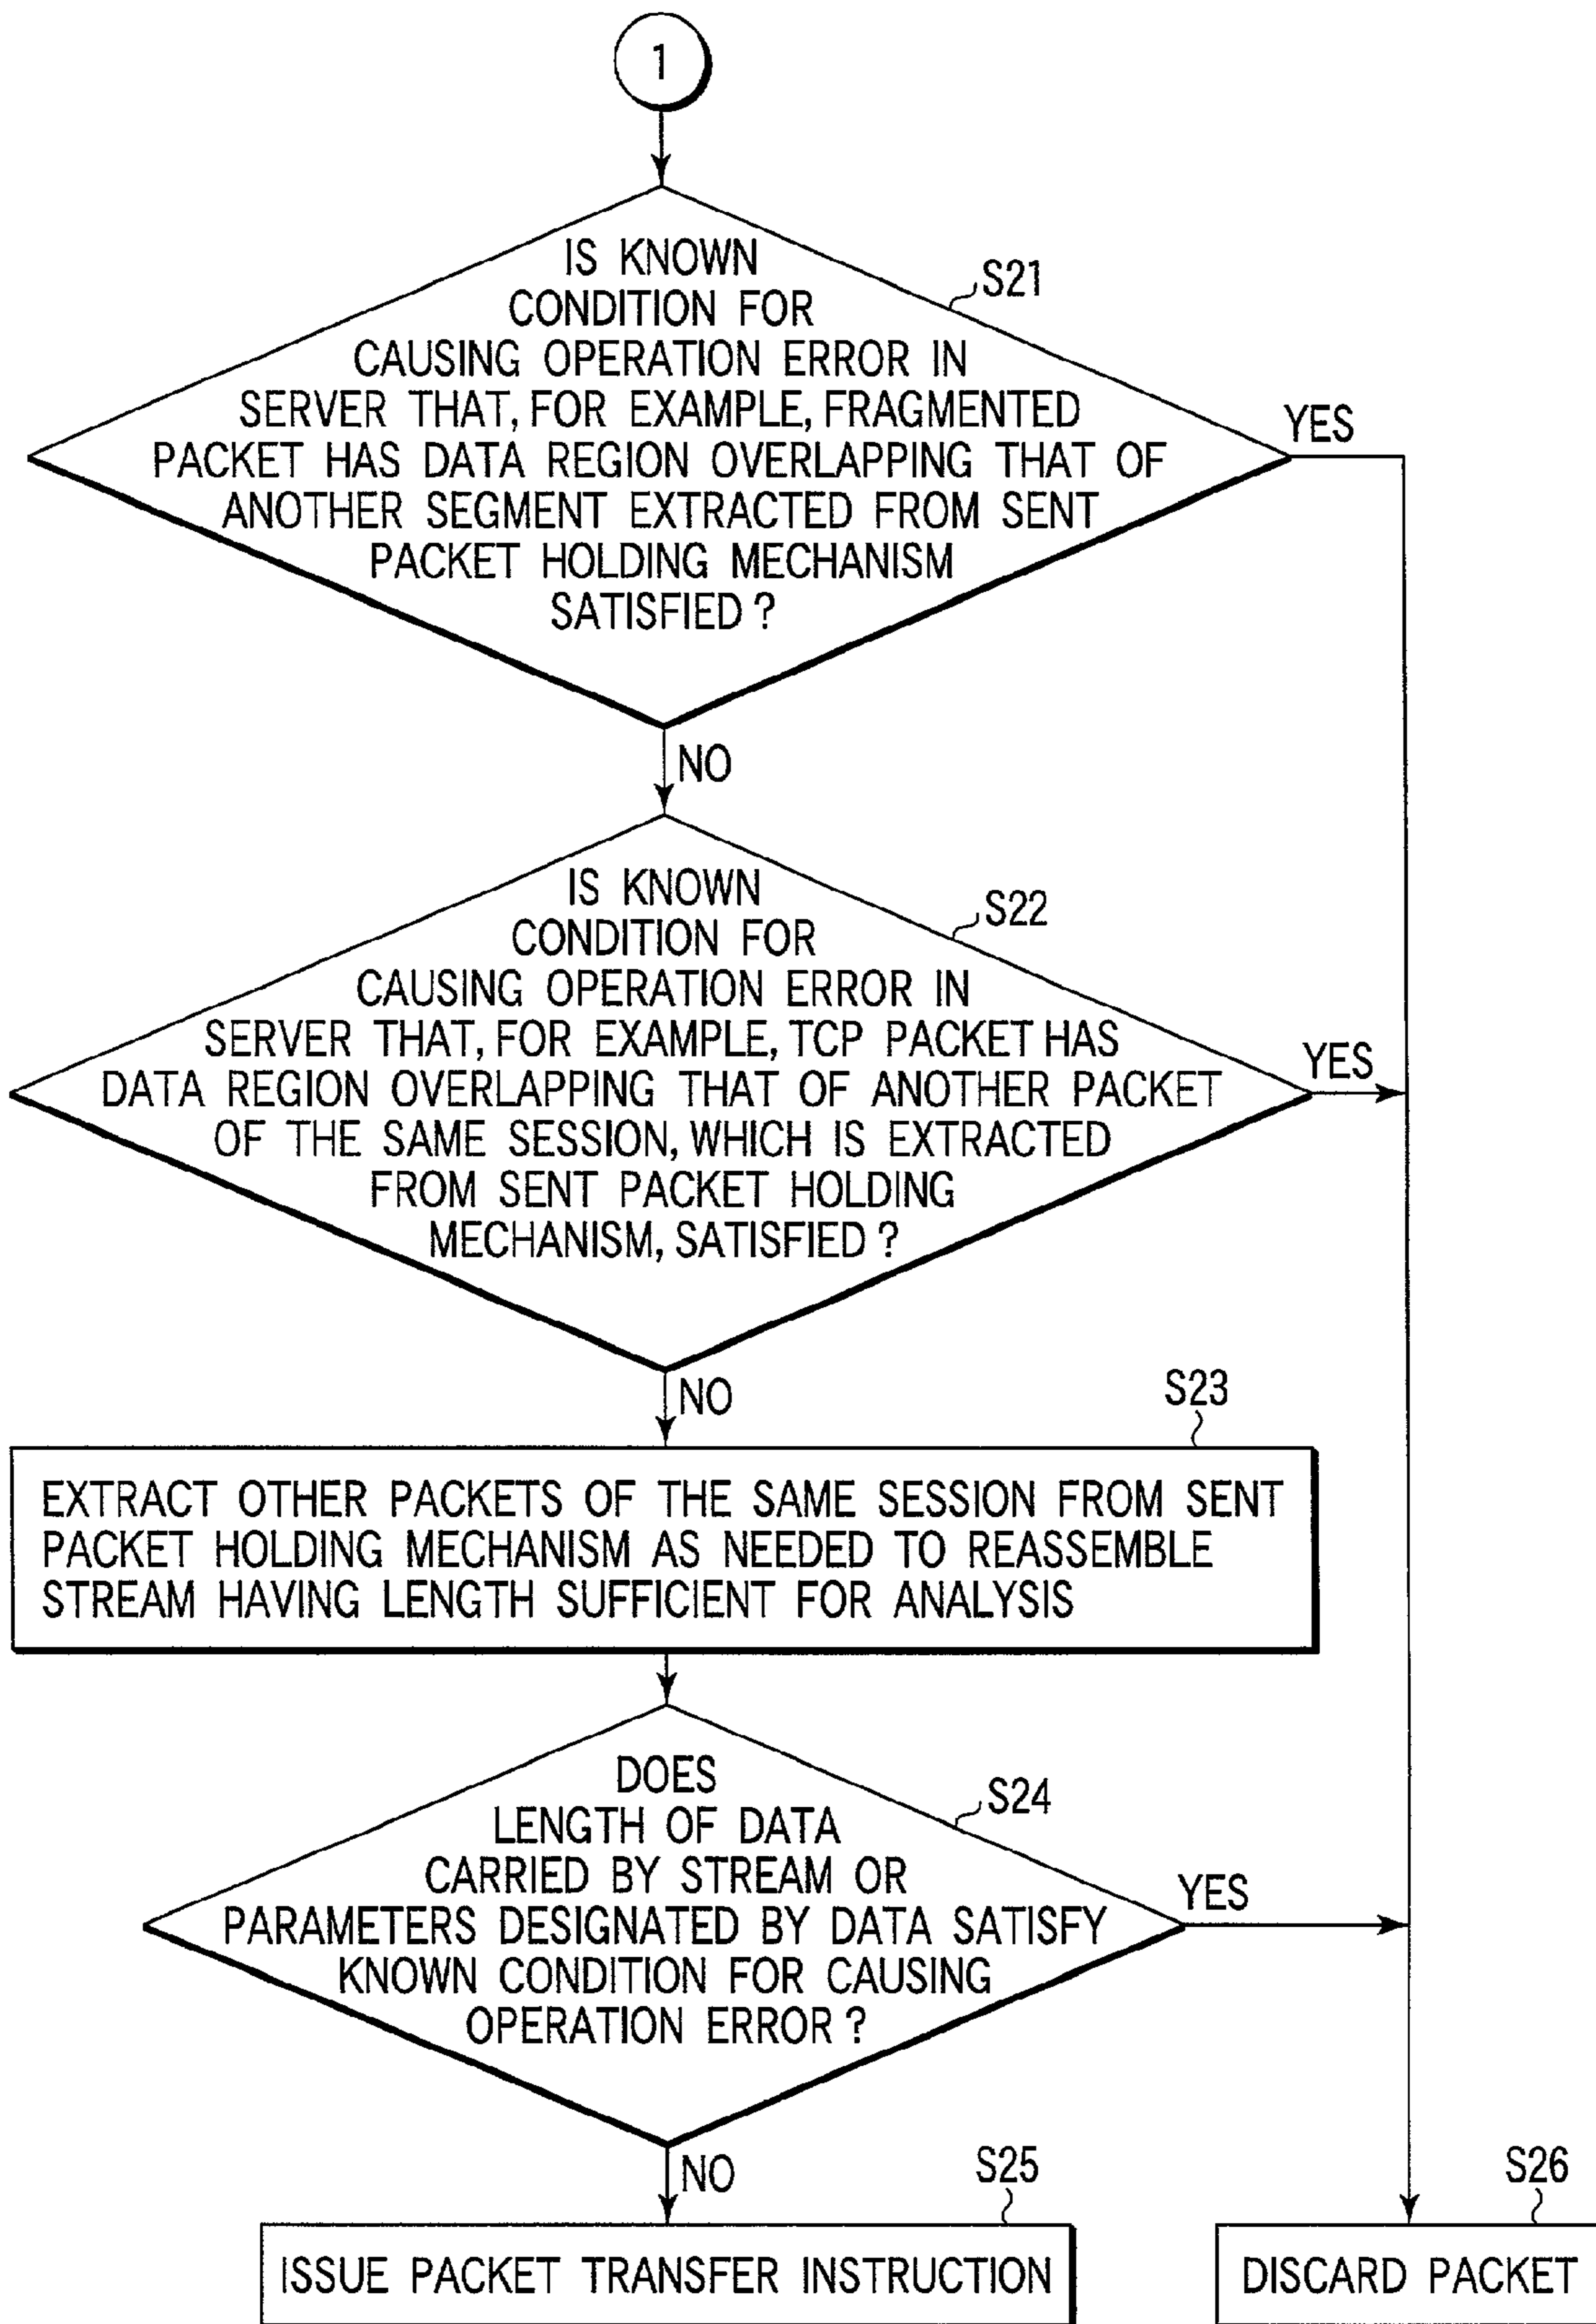 1
IS KNOWN
CONDITION FOR
CAUSING OPERATION ERROR IN
SERVER THAT, FOR EXAMPLE, FRAGMENTED
PACKET HAS DATA REGION OVERLAPPING THAT OF
ANOTHER SEGMENT EXTRACTED FROM SENT
PACKET HOLDING MECHANISM
SATISFIED ?
S21
YES
NO
IS KNOWN
CONDITION FOR
CAUSING OPERATION ERROR IN
SERVER THAT, FOR EXAMPLE, TCP PACKET HAS
DATA REGION OVERLAPPING THAT OF ANOTHER PACKET
OF THE SAME SESSION, WHICH IS EXTRACTED
FROM SENT PACKET HOLDING
MECHANISM, SATISFIED ?
S22
YES
NO
S23
EXTRACT OTHER PACKETS OF THE SAME SESSION FROM SENT
PACKET HOLDING MECHANISM AS NEEDED TO REASSEMBLE
STREAM HAVING LENGTH SUFFICIENT FOR ANALYSIS
DOES
LENGTH OF DATA
CARRIED BY STREAM OR
PARAMETERS DESIGNATED BY DATA SATISFY
KNOWN CONDITION FOR CAUSING
OPERATION ERROR ?
S24
YES
NO
S25
ISSUE PACKET TRANSFER INSTRUCTION
S26
DISCARD PACKET